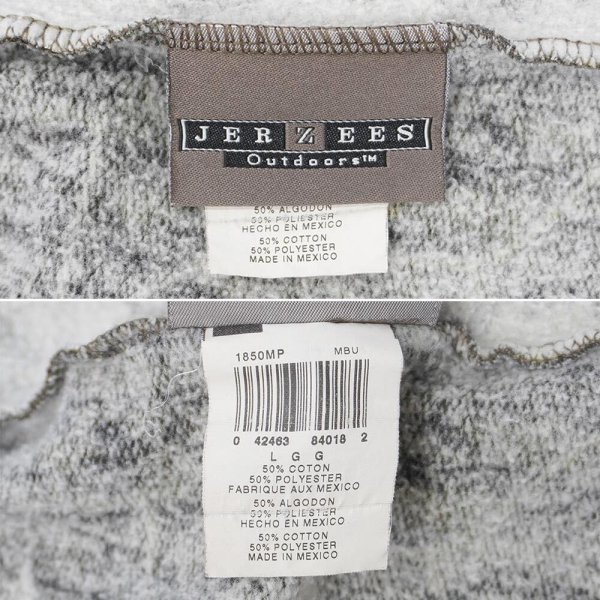 JERZEES
Outdoors™
50% ALGODON
50% POLIESTER
HECHO EN MEXICO
50% COTTON
50% POLYESTER
MADE IN MEXICO
1850MP MBU
0 42463 84018 2
L G G
50% COTON
50% POLYESTER
FABRIQUE AUX MEXICO
50% ALGODON
50% POLIESTER
HECHO EN MEXICO
50% COTTON
50% POLYESTER
MADE IN MEXICO